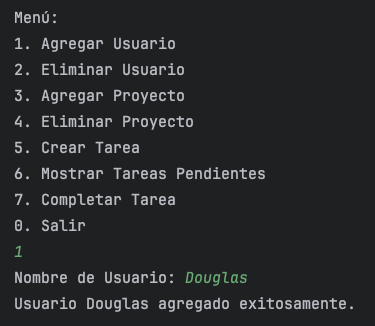 Menú:
1. Agregar Usuario
2. Eliminar Usuario
3. Agregar Proyecto
4. Eliminar Proyecto
5. Crear Tarea
6. Mostrar Tareas Pendientes
7. Completar Tarea
0. Salir
1
Nombre de Usuario: Douglas
Usuario Douglas agregado exitosamente.